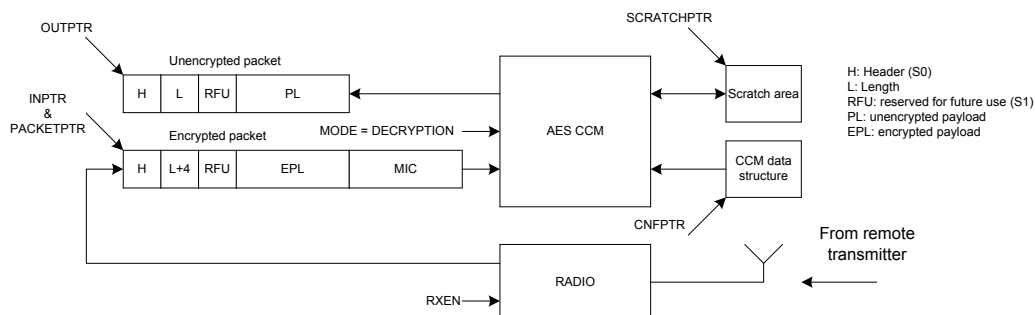 OUTPTR
Unencrypted packet
H L RFU PL
INPTR
&
PACKETPTR
Encrypted packet
H L+4 RFU EPL MIC
MODE = DECRYPTION
AES CCM
SCRATCHPTR
Scratch area
CCM data
structure
CNFPTR
H: Header (S0)
L: Length
RFU: reserved for future use (S1)
PL: unencrypted payload
EPL: encrypted payload
From remote
transmitter
RADIO
RXEN